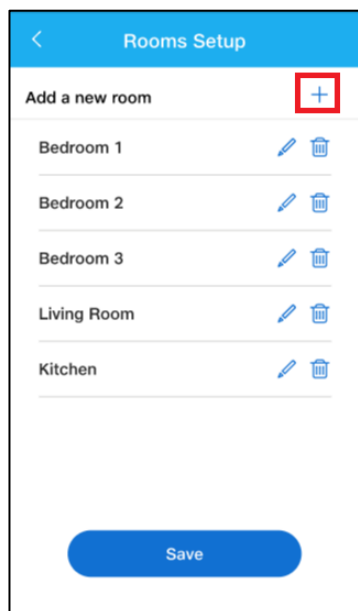 Rooms Setup
Add a new room
Bedroom 1
Bedroom 2
Bedroom 3
Living Room
Kitchen
Save